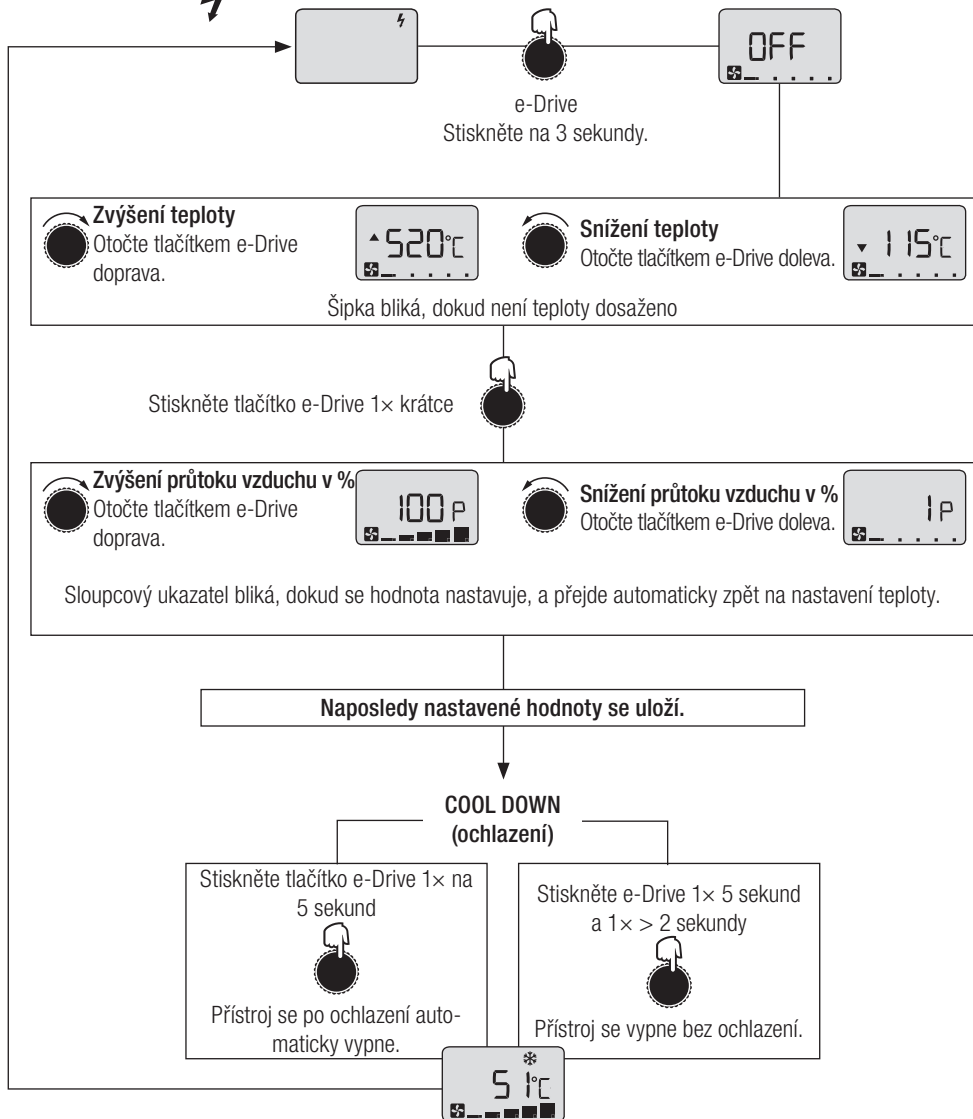 OFF
e-Drive
Stiskněte na 3 sekundy.
Zvýšení teploty
Otočte tlačítkem e-Drive
doprava.
520°C
Snížení teploty
Otočte tlačítkem e-Drive doleva.
115°C
Šipka bliká, dokud není teploty dosaženo
Stiskněte tlačítko e-Drive 1× krátce
Zvýšení průtoku vzduchu v %
Otočte tlačítkem e-Drive
doprava.
100 P
Snížení průtoku vzduchu v %
Otočte tlačítkem e-Drive doleva.
1 P
Sloupcový ukazatel bliká, dokud se hodnota nastavuje, a přejde automaticky zpět na nastavení teploty.
Naposledy nastavené hodnoty se uloží.
COOL DOWN
(ochlazení)
Stiskněte tlačítko e-Drive 1× na
5 sekund
Přístroj se po ochlazení auto-
maticky vypne.
Stiskněte e-Drive 1× 5 sekund
a 1× > 2 sekundy
Přístroj se vypne bez ochlazení.
51°C